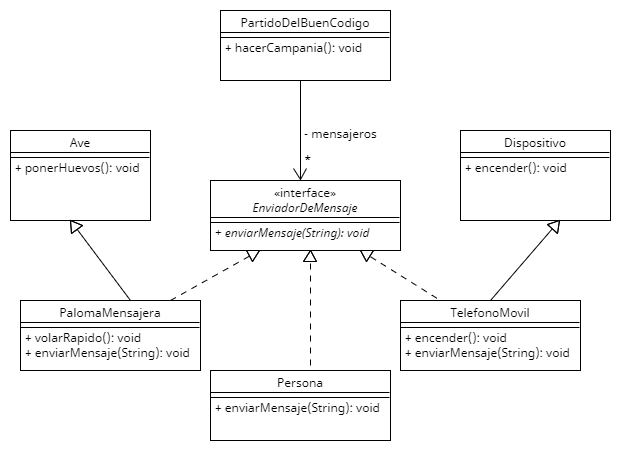 PartidoDelBuenCodigo
+ hacerCampania(): void
- mensajeros
*
Ave
+ ponerHuevos(): void
Dispositivo
+ encender(): void
«interface»
EnviadorDeMensaje
+ enviarMensaje(String): void
PalomaMensajera
+ volarRapido(): void
+ enviarMensaje(String): void
TelefonoMovil
+ encender(): void
+ enviarMensaje(String): void
Persona
+ enviarMensaje(String): void